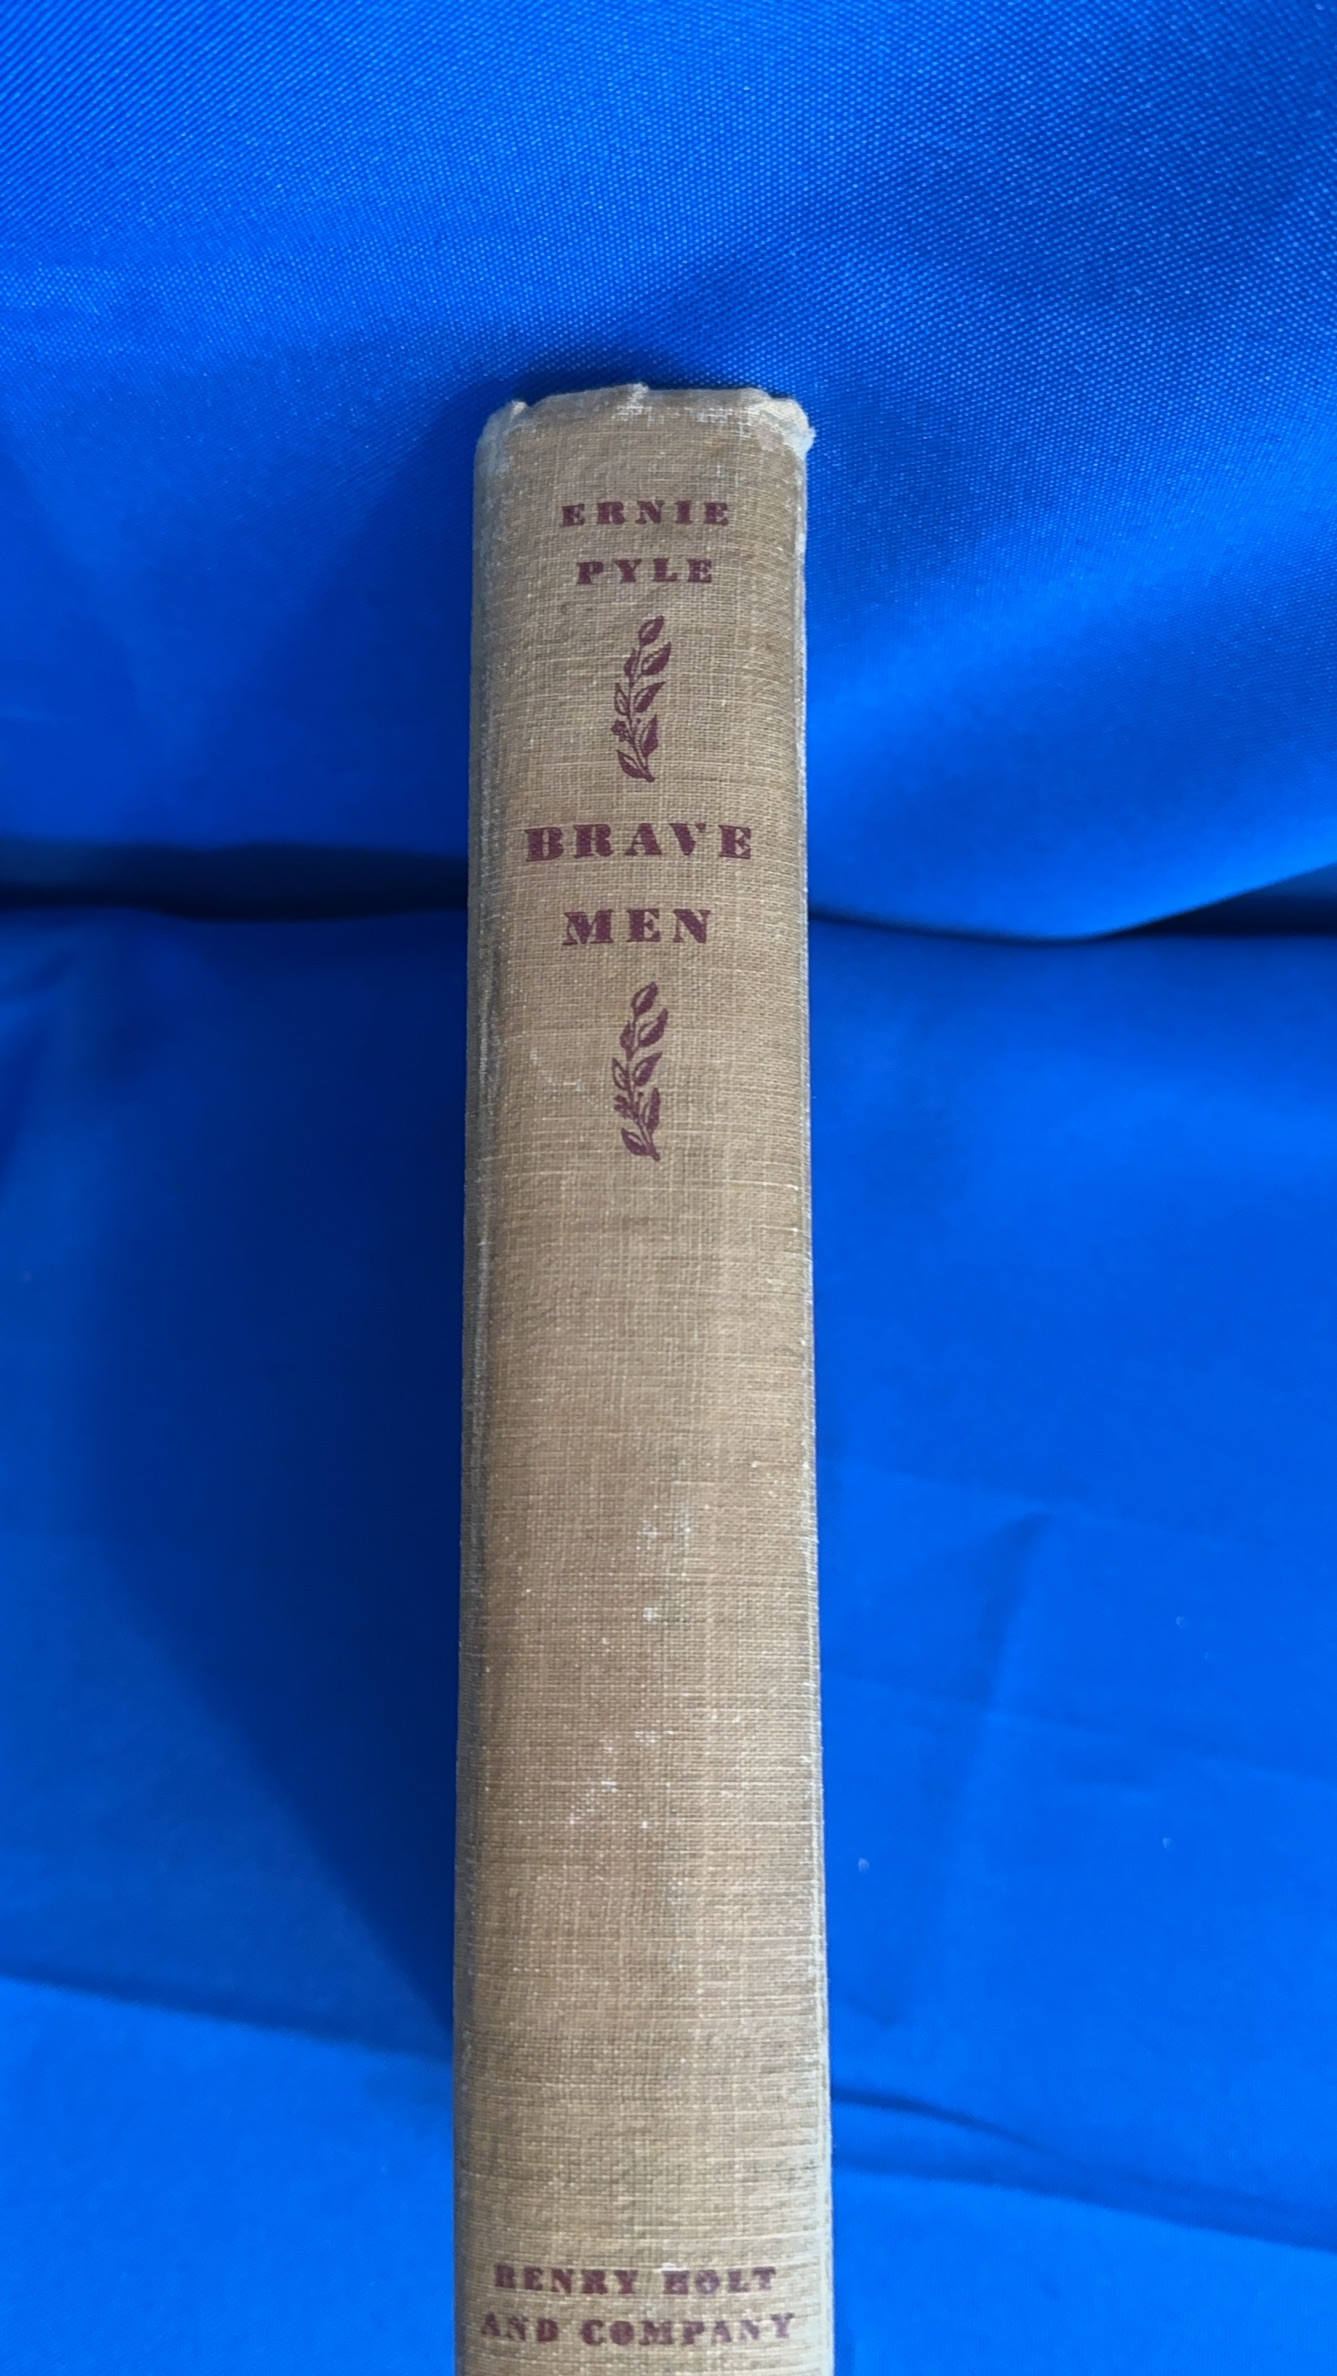 ERNIE
PYLE
BRAVE
MEN
HENRY HOLT
AND COMPANY